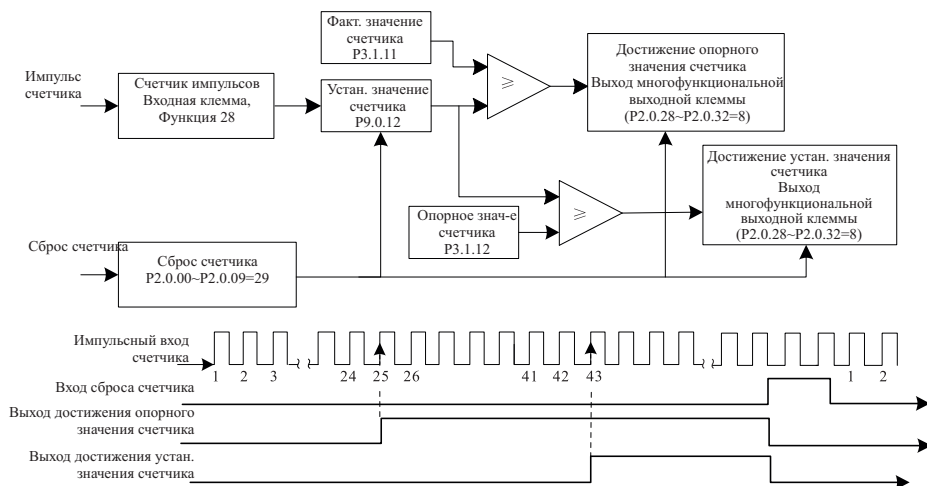 Импульс
счетчика
Счетчик импульсов
Входная клемма,
Функция 28
Факт. значение
счетчика
P3.1.11
Устан. значение
счетчика
P9.0.12
≥
Достижение опорного
значения счетчика
Выход многофункциональной
выходной клеммы
(P2.0.28~P2.0.32=8)
Опорное знач-е
счетчика
P3.1.12
≥
Достижение устан. значения
счетчика
Выход
многофункциональной
выходной клеммы
(P2.0.28~P2.0.32=8)
Сброс счетчика
Сброс счетчика
P2.0.00~P2.0.09=29
Импульсный вход
счетчика
1 2 3 24 25 26 41 42 43 1 2
Вход сброса счетчика
Выход достижения опорного
значения счетчика
Выход достижения устан.
значения счетчика